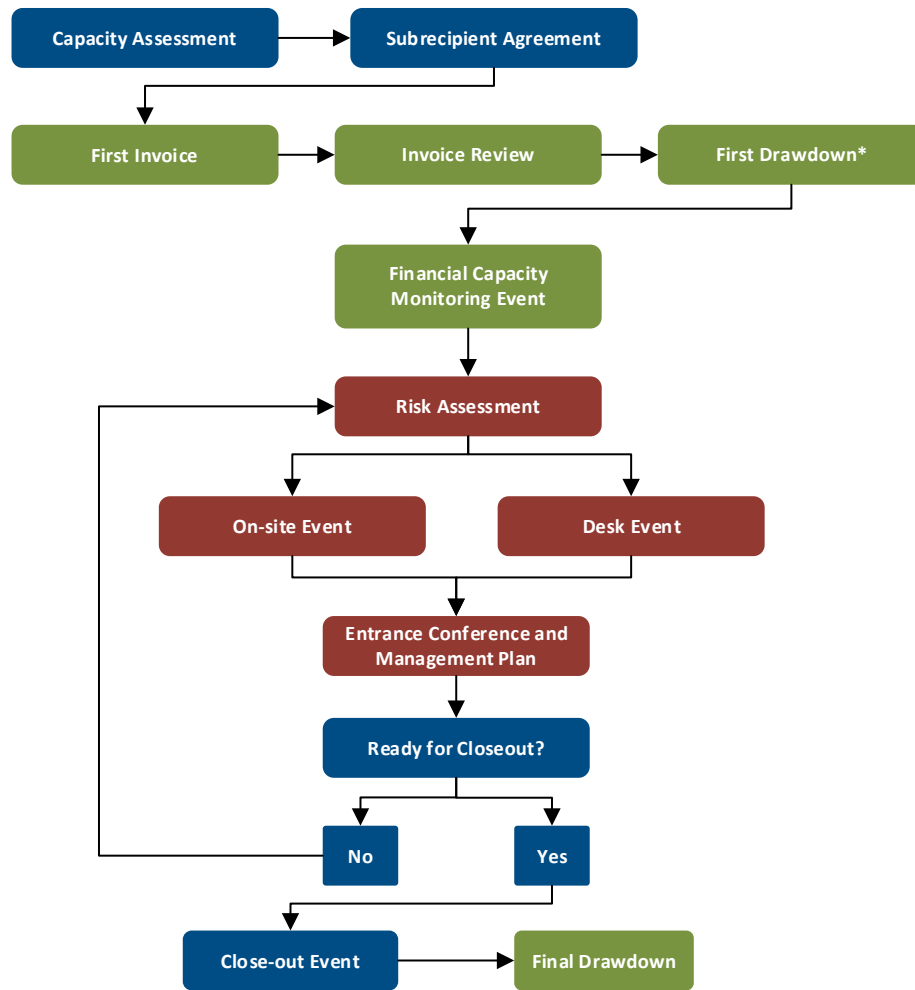 Capacity Assessment
Subrecipient Agreement
First Invoice
Invoice Review
First Drawdown*
Financial Capacity
Monitoring Event
Risk Assessment
On-site Event
Desk Event
Entrance Conference and
Management Plan
Ready for Closeout?
No
Yes
Close-out Event
Final Drawdown